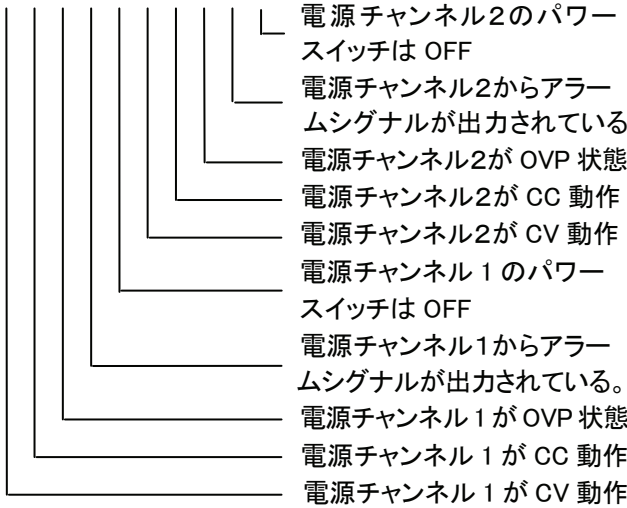 電源チャンネル2のパワー
スイッチは OFF
電源チャンネル2からアラー
ムシグナルが出力されている
電源チャンネル2が OVP 状態
電源チャンネル2が CC 動作
電源チャンネル2が CV 動作
電源チャンネル 1 のパワー
スイッチは OFF
電源チャンネル1からアラー
ムシグナルが出力されている。
電源チャンネル 1 が OVP 状態
電源チャンネル 1 が CC 動作
電源チャンネル 1 が CV 動作